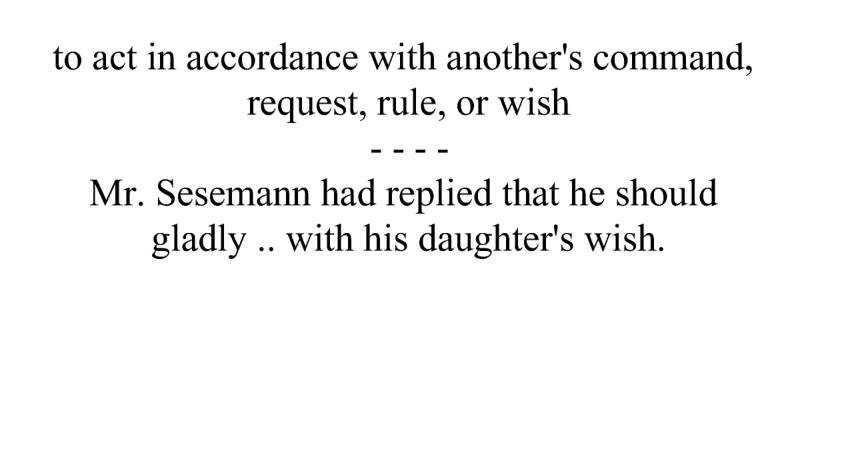 to act in accordance with another's command,
request, rule, or wish
- - - -
Mr. Sesemann had replied that he should
gladly .. with his daughter's wish.